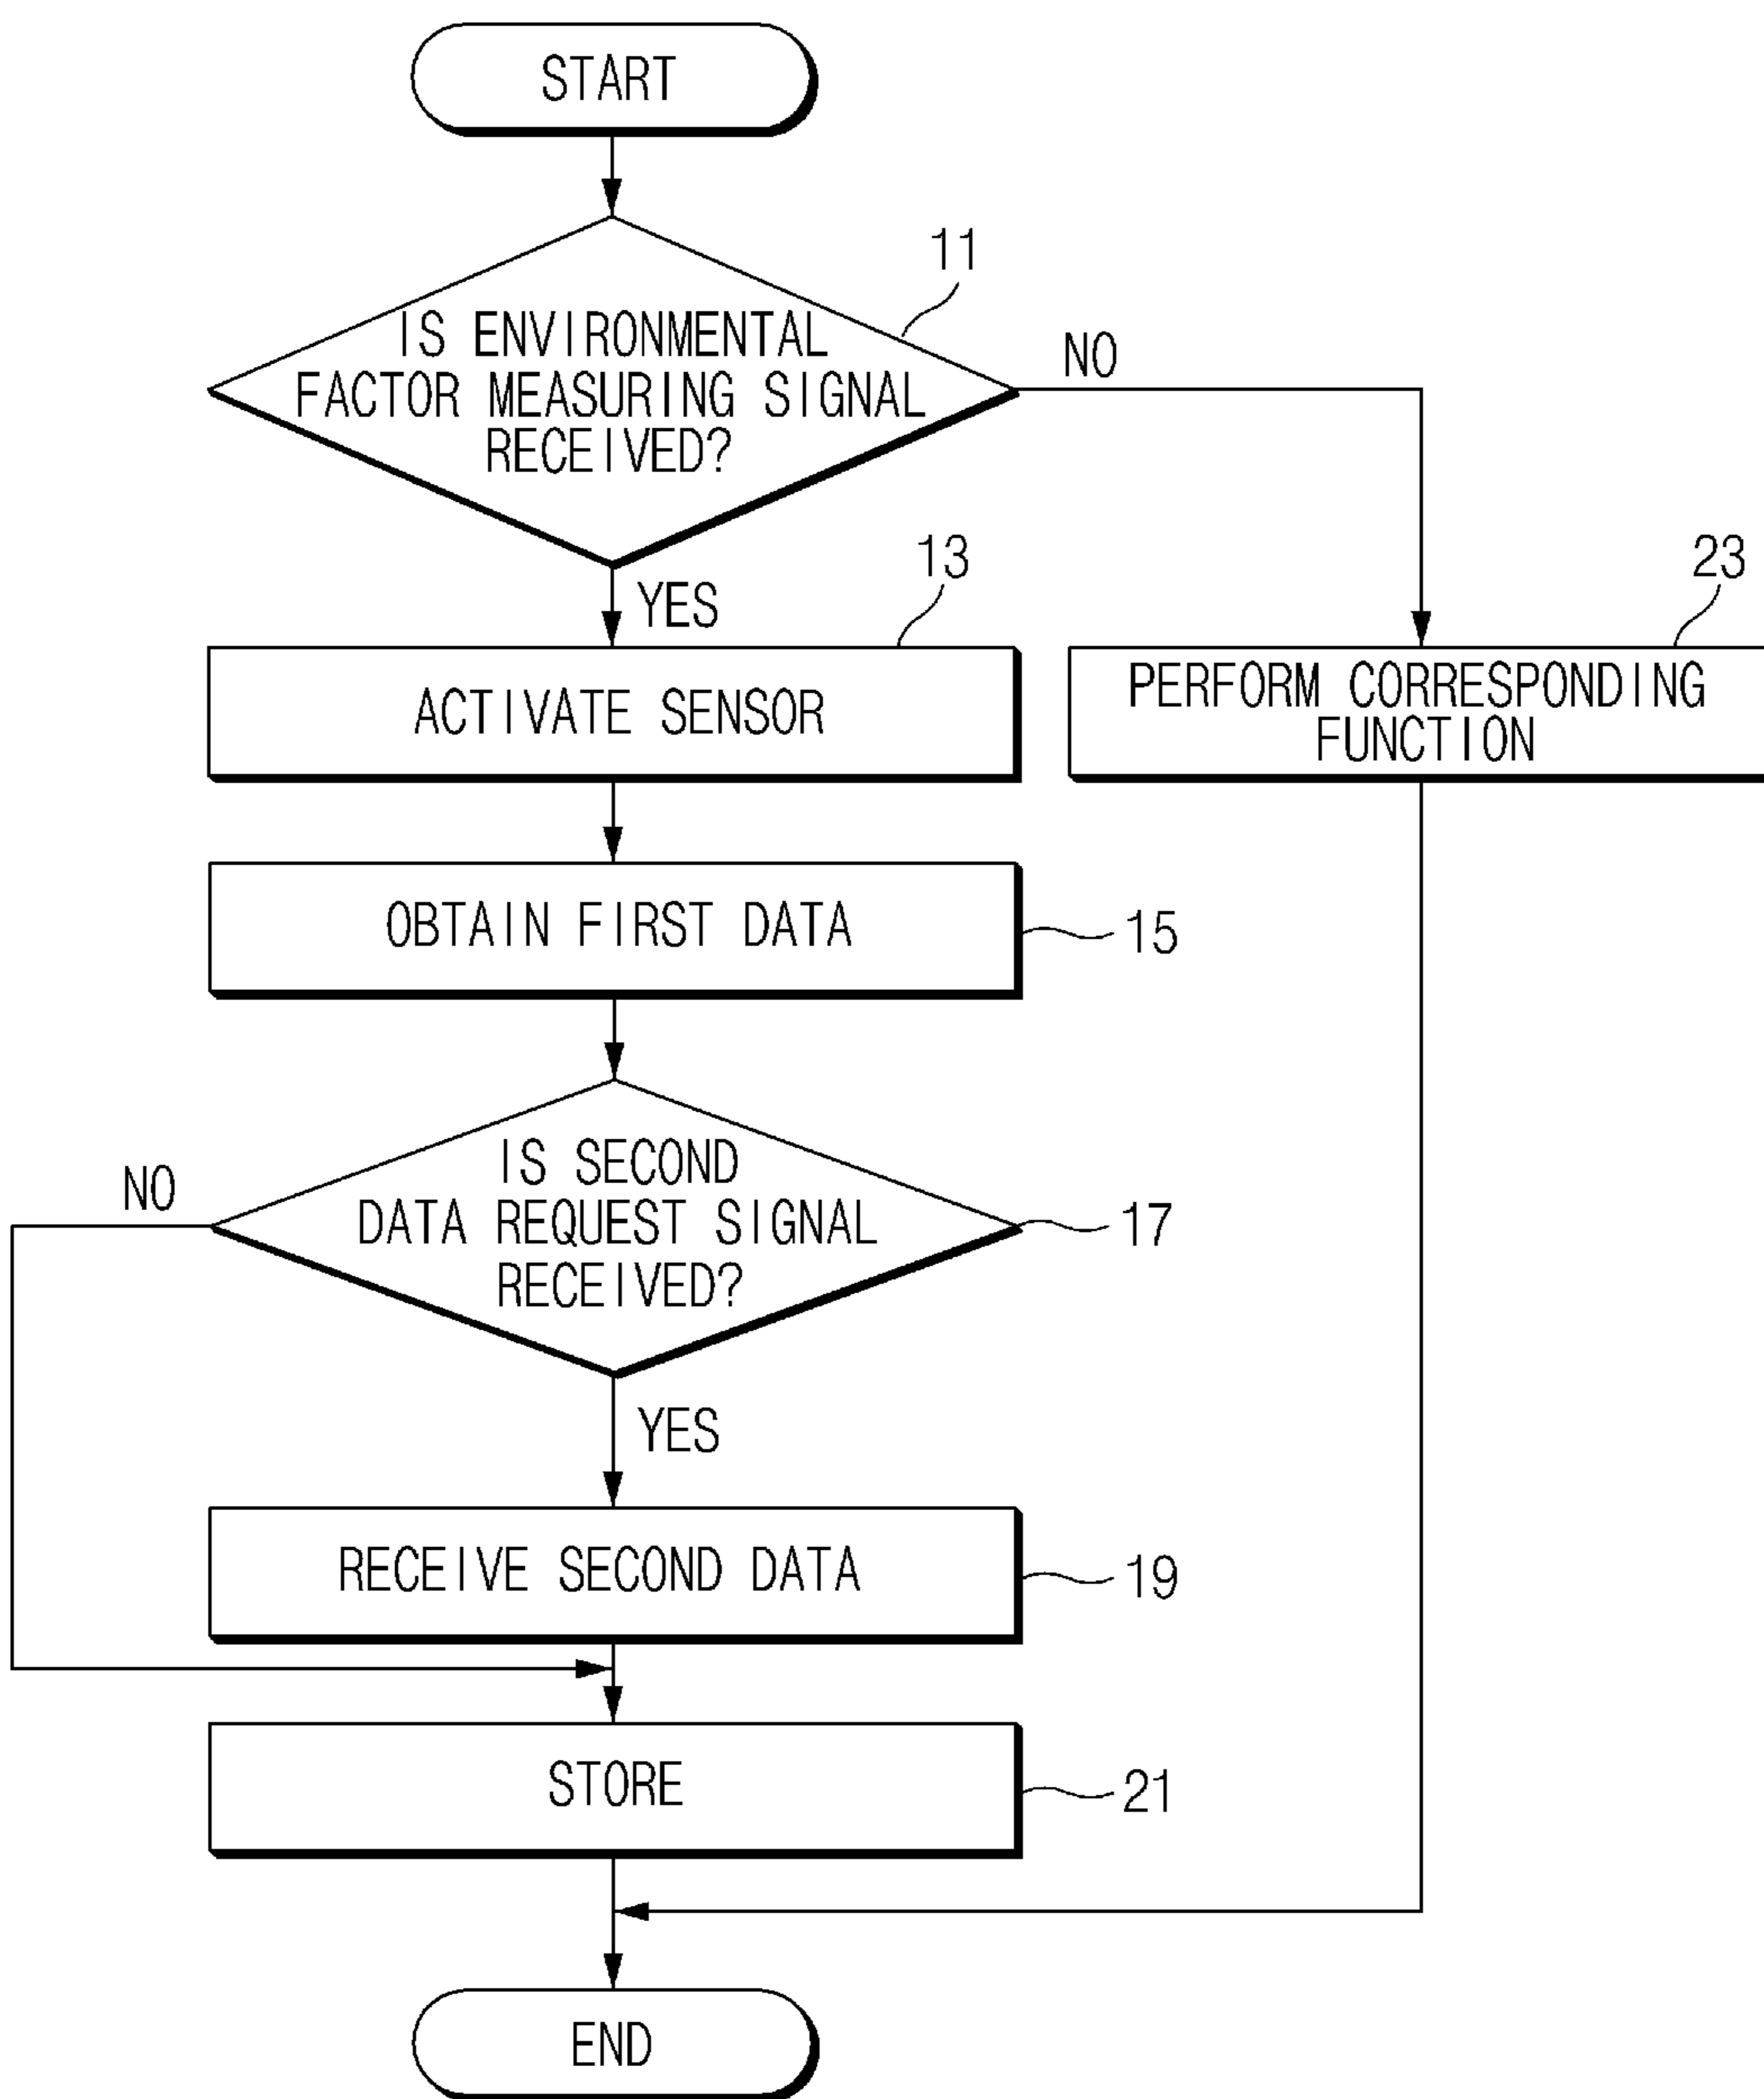 START
11
IS ENVIRONMENTAL
FACTOR MEASURING SIGNAL
RECEIVED?
NO
YES
13
23
ACTIVATE SENSOR
PERFORM CORRESPONDING
FUNCTION
OBTAIN FIRST DATA
15
IS SECOND
DATA REQUEST SIGNAL
RECEIVED?
NO
17
YES
RECEIVE SECOND DATA
19
STORE
21
END